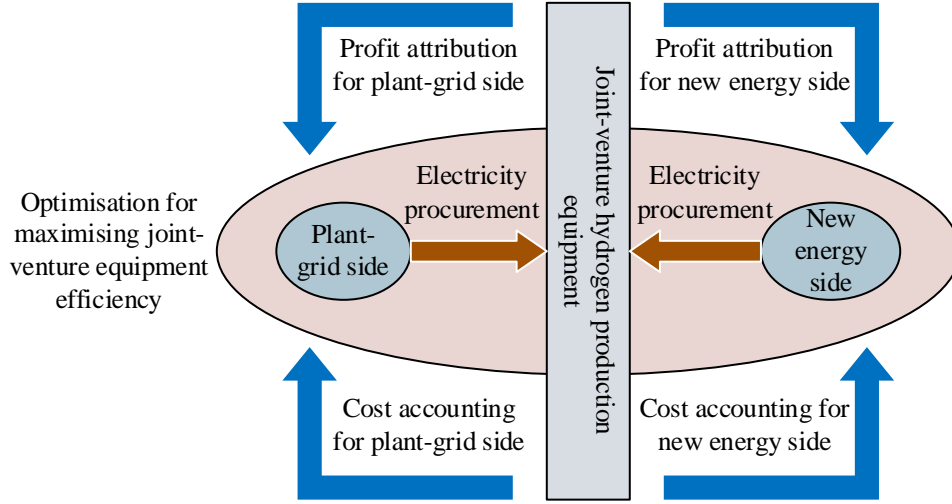 Profit attribution
for plant-grid side
Profit attribution
for new energy side
Joint-venture hydrogen production
equipment
Optimisation for
maximising joint-
venture equipment
efficiency
Electricity
procurement
Electricity
procurement
Plant-
grid side
New
energy
side
Cost accounting
for plant-grid side
Cost accounting for
new energy side